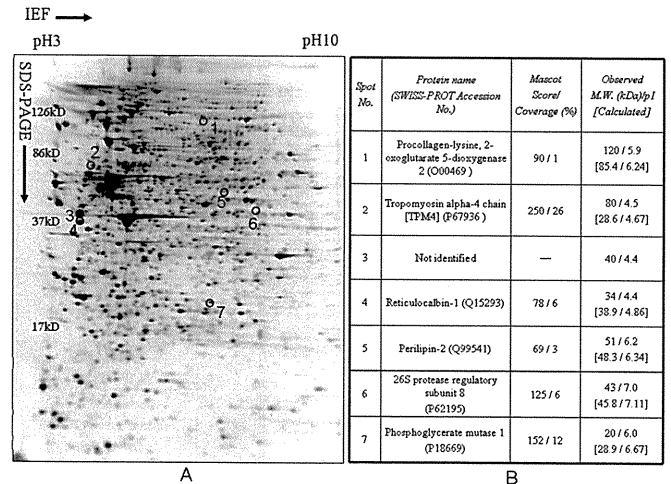 IEF
pH3
pH10
SDS-PAGE
126kD
86kD
37kD
17kD
1
2
3
4
5
6
7
A
Spot No.
Protein name (SWISS-PROT Accession No.)
Mascot Score/ Coverage (%)
Observed M.W. (kDa)/pI [Calculated]
1
Procollagen-lysine, 2-
oxoglutarate 5-dioxygenase
2 (O00469 )
90 / 1
120 / 5.9
[85.4 / 6.24]
2
Tropomyosin alpha-4 chain
[TPM4] (P67936 )
250 / 26
80 / 4.5
[28.6 / 4.67]
3
Not identified
—
40 / 4.4
4
Reticulocalbin-1 (Q15293)
78 / 6
34 / 4.4
[38.9 / 4.86]
5
Perilipin-2 (Q99541)
69 / 3
51 / 6.2
[48.3 / 6.34]
6
26S protease regulatory
subunit 8
(P62195)
125 / 6
43 / 7.0
[45.8 / 7.11]
7
Phosphoglycerate mutase 1
(P18669)
152 / 12
20 / 6.0
[28.9 / 6.67]
B